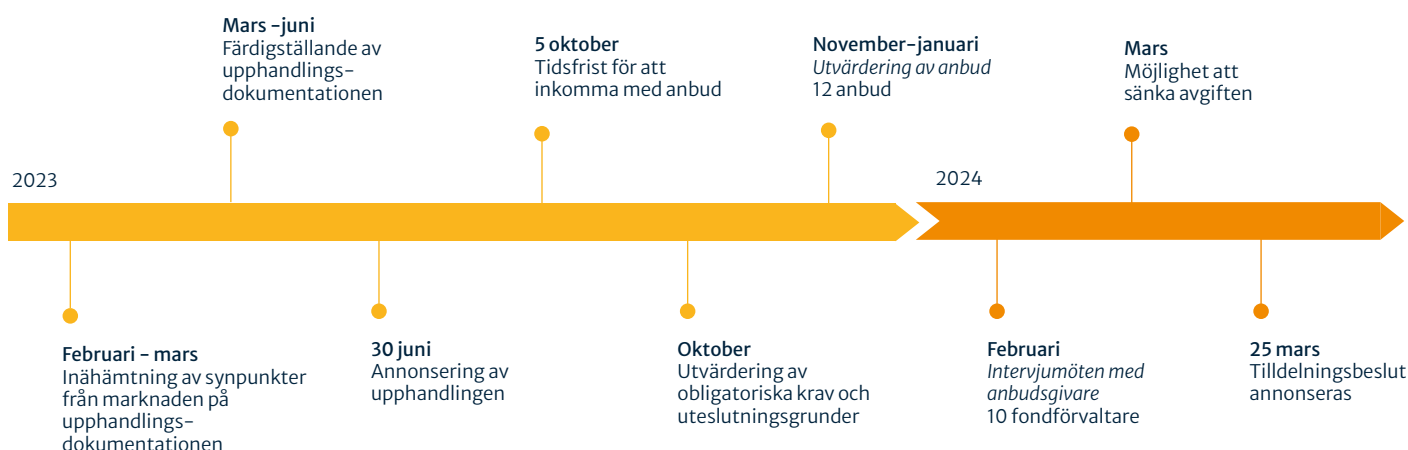 Mars -juni
Färdigställande av
upphandlings-
dokumentationen
5 oktober
Tidsfrist för att
inkomma med anbud
November-januari
Utvärdering av anbud
12 anbud
Mars
Möjlighet att
sänka avgiften
2023
2024
Februari - mars
Inähämtning av synpunkter
från marknaden på
upphandlings-
dokumentationen
30 juni
Annonsering av
upphandlingen
Oktober
Utvärdering av
obligatoriska krav och
uteslutningsgrunder
Februari
Intervjumöten med
anbudsgivare
10 fondförvaltare
25 mars
Tilldelningsbeslut
annonseras